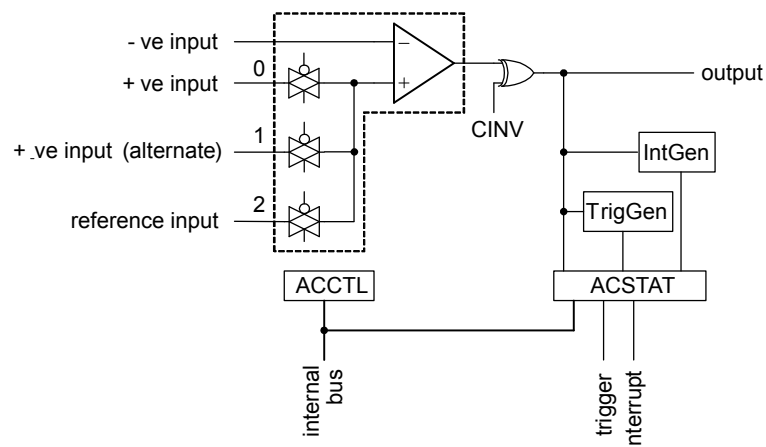 - ve input
0
+ ve input
1
+ ve input (alternate)
2
reference input
−
+
CINV
output
IntGen
TrigGen
ACCTL
ACSTAT
internal
bus
trigger
nterrupt